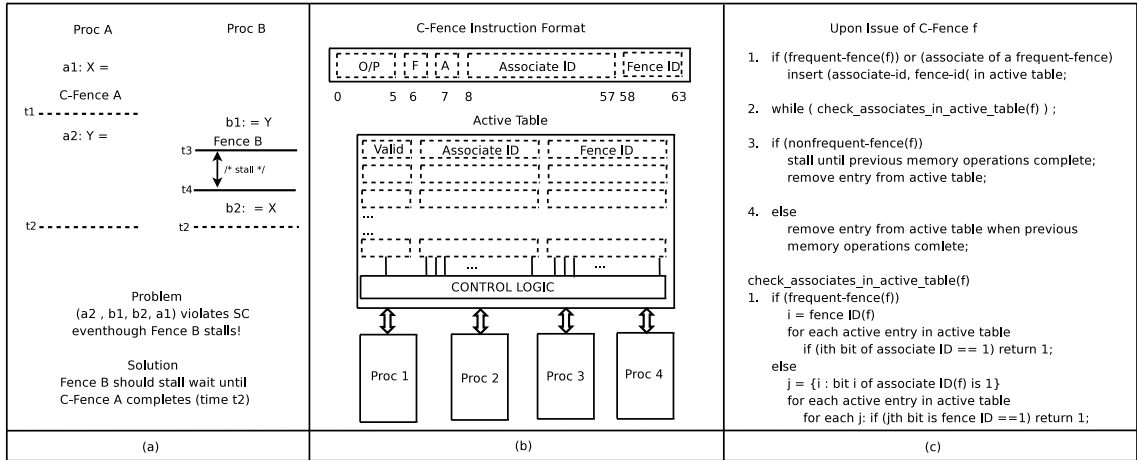 Proc A
Proc B
a1: X =
C-Fence A
t1
a2: Y =
b1: = Y
Fence B
t3
/* stall */
t4
b2: = X
t2
t2
Problem
(a2 , b1, b2, a1) violates SC
eventhough Fence B stalls!
Solution
Fence B should stall wait until
C-Fence A completes (time t2)
(a)
C-Fence Instruction Format
O/P F A Associate ID Fence ID
0 5 6 7 8 57 58 63
Active Table
Valid Associate ID Fence ID
...
...
... ...
CONTROL LOGIC
Proc 1 Proc 2 Proc 3 Proc 4
(b)
Upon Issue of C-Fence f
1. if (frequent-fence(f)) or (associate of a frequent-fence)
insert (associate-id, fence-id( in active table;
2. while ( check_associates_in_active_table(f) ) ;
3. if (nonfrequent-fence(f))
stall until previous memory operations complete;
remove entry from active table;
4. else
remove entry from active table when previous
memory operations comlete;
check_associates_in_active_table(f)
1. if (frequent-fence(f))
i = fence ID(f)
for each active entry in active table
if (ith bit of associate ID == 1) return 1;
else
j = {i : bit i of associate ID(f) is 1}
for each active entry in active table
for each j: if (jth bit is fence ID ==1) return 1;
(c)